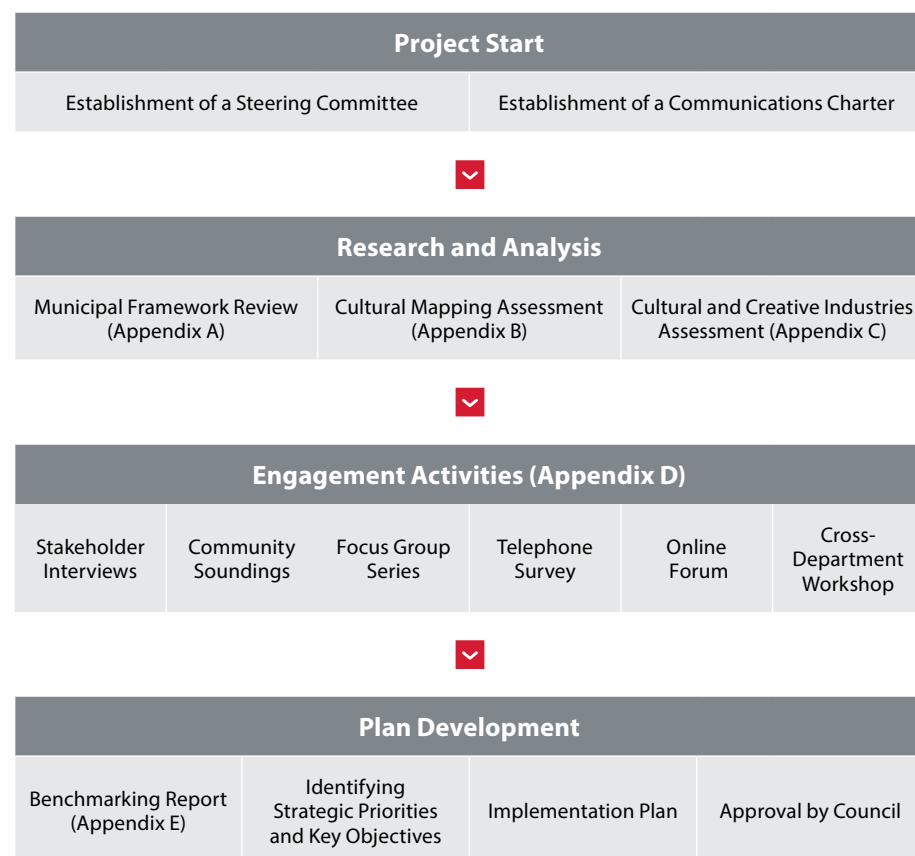 Project Start
Establishment of a Steering Committee
Establishment of a Communications Charter
Research and Analysis
Municipal Framework Review
(Appendix A)
Cultural Mapping Assessment
(Appendix B)
Cultural and Creative Industries
Assessment (Appendix C)
Engagement Activities (Appendix D)
Stakeholder
Interviews
Community
Soundings
Focus Group
Series
Telephone
Survey
Online
Forum
Cross-
Department
Workshop
Plan Development
Benchmarking Report
(Appendix E)
Identifying
Strategic Priorities
and Key Objectives
Implementation Plan
Approval by Council